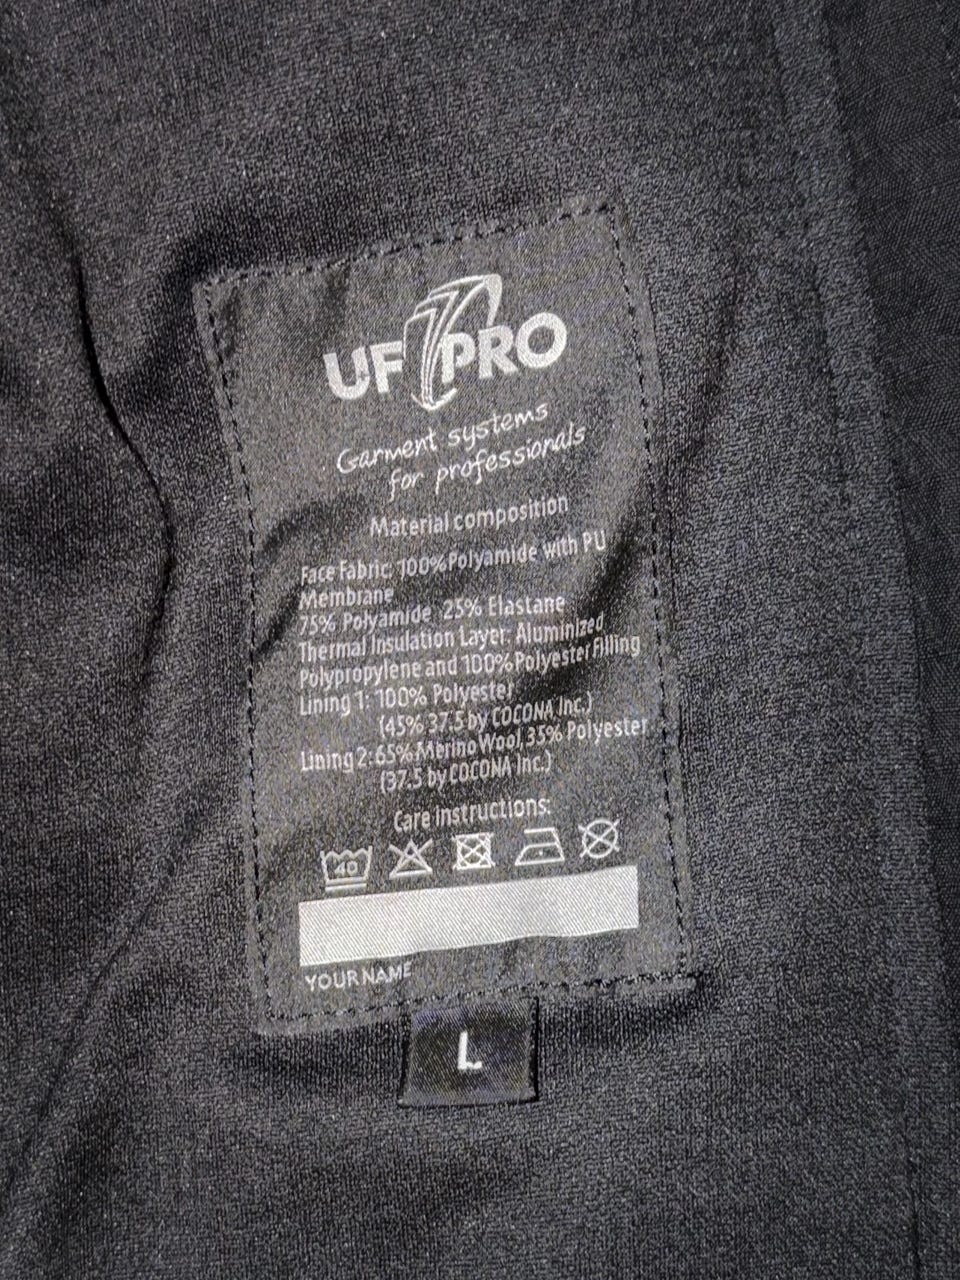 UF PRO
Garment systems
for professionals
Material composition
Face Fabric: 100% Polyamide with PU
Membrane
75% Polyamide 25% Elastane
Thermal Insulation Layer: Aluminized
Polypropylene and 100% Polyester Filling
Lining 1: 100% Polyester
(45% 37.5 by COCONA Inc.)
Lining 2: 65% Merino Wool, 35% Polyester
(37.5 by COCONA Inc.)
Care instructions:
40
YOUR NAME
L